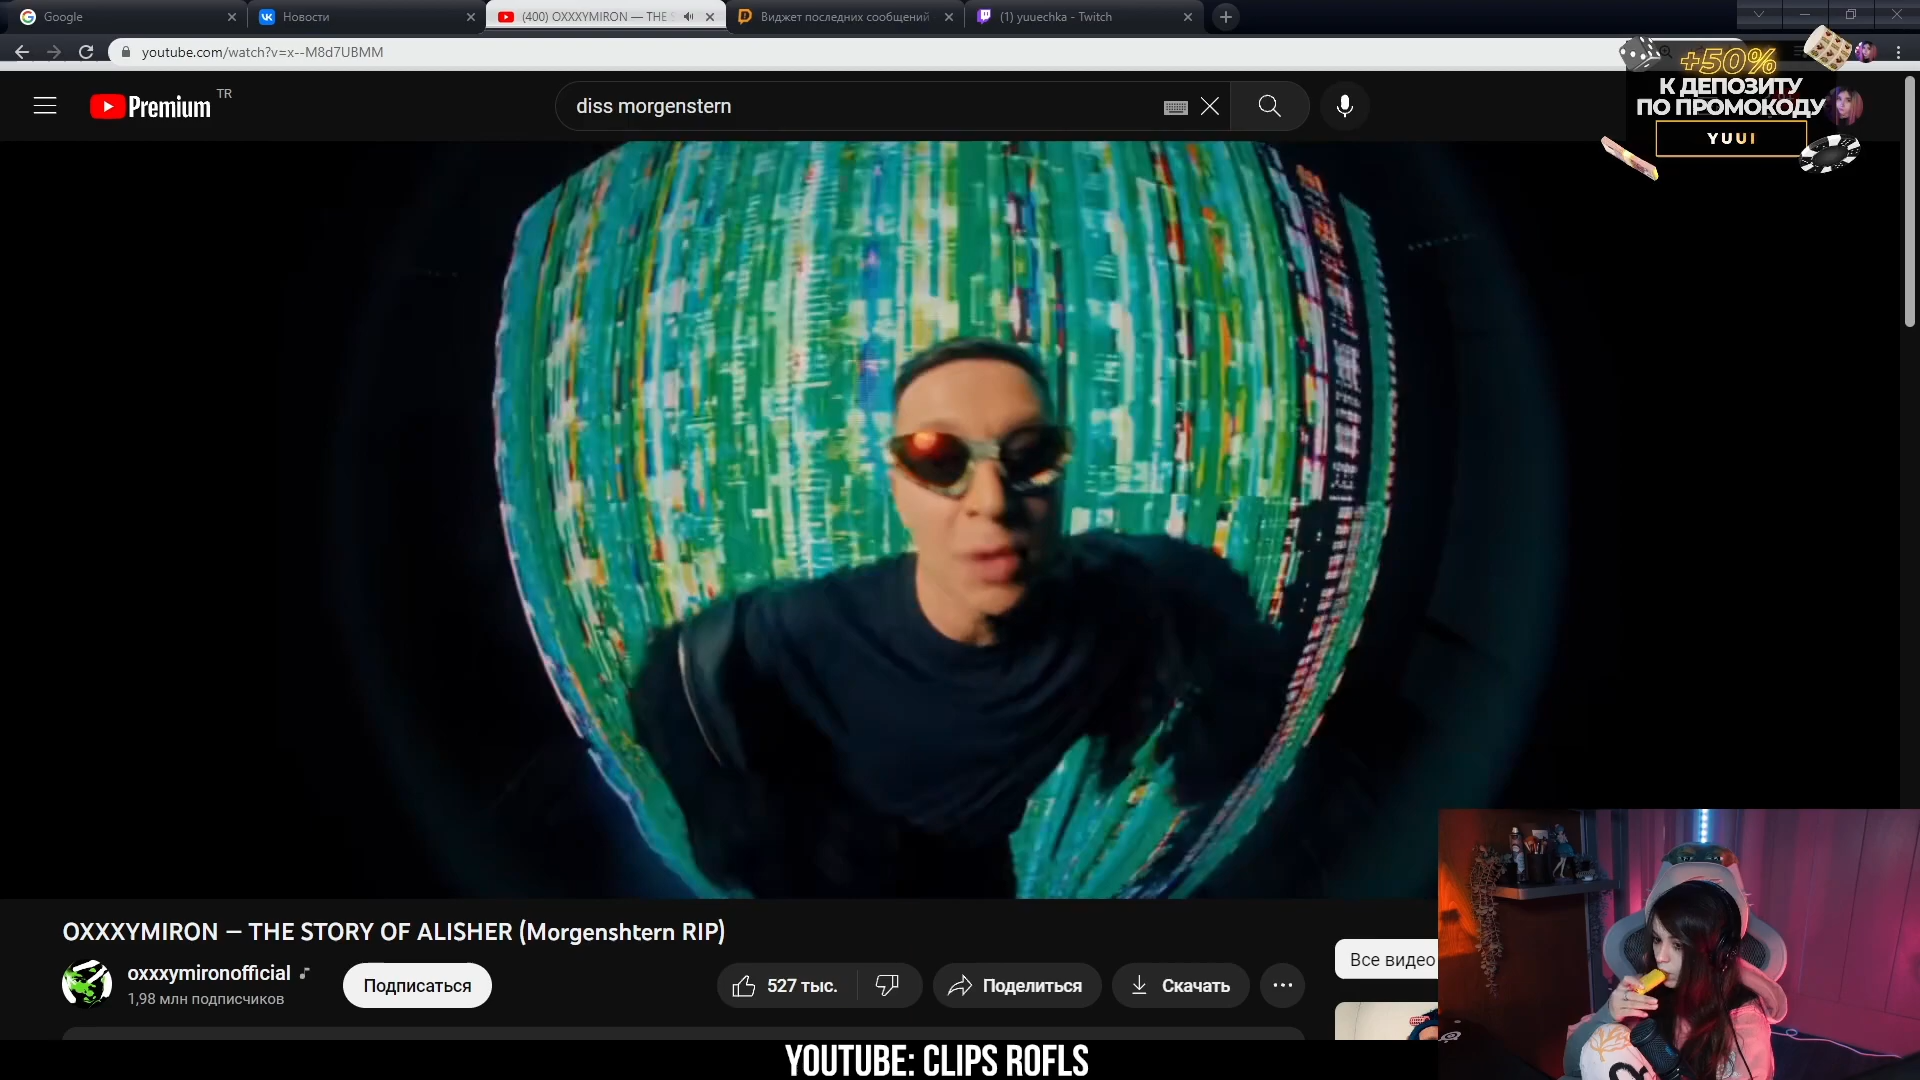 Google
Новости
(400) OXXXYMIRON — THE
Виджет последних сообщений
(1) yuuechka - Twitch
youtube.com/watch?v=x--M8d7UBMM
Premium
TR
diss morgenstern
+50%
К ДЕПОЗИТУ
ПО ПРОМОКОДУ
YUUI
OXXXYMIRON – THE STORY OF ALISHER (Morgenshtern RIP)
oxxxymironofficial
1,98 млн подписчиков
Подписаться
527 тыс.
Поделиться
Скачать
Все видео
YOUTUBE: CLIPS ROFLS